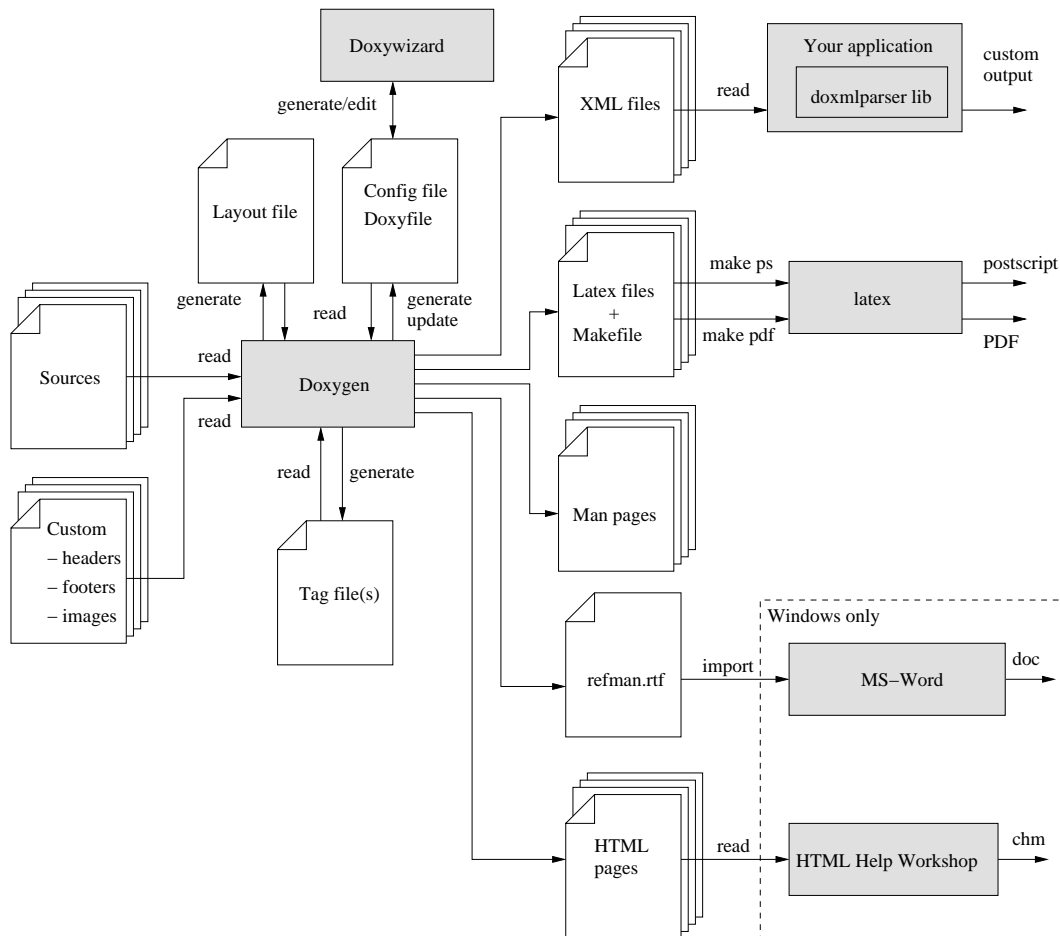 Doxywizard
Your application
custom
output
doxmlparser lib
generate/edit
XML files
read
Config file
Doxyfile
Layout file
make ps
postscript
generate
read
generate
update
Latex files
+
Makefile
latex
make pdf
PDF
read
Sources
Doxygen
read
read
generate
Man pages
Custom
– headers
– footers
– images
Tag file(s)
Windows only
refman.rtf
import
MS–Word
doc
HTML
pages
read
HTML Help Workshop
chm